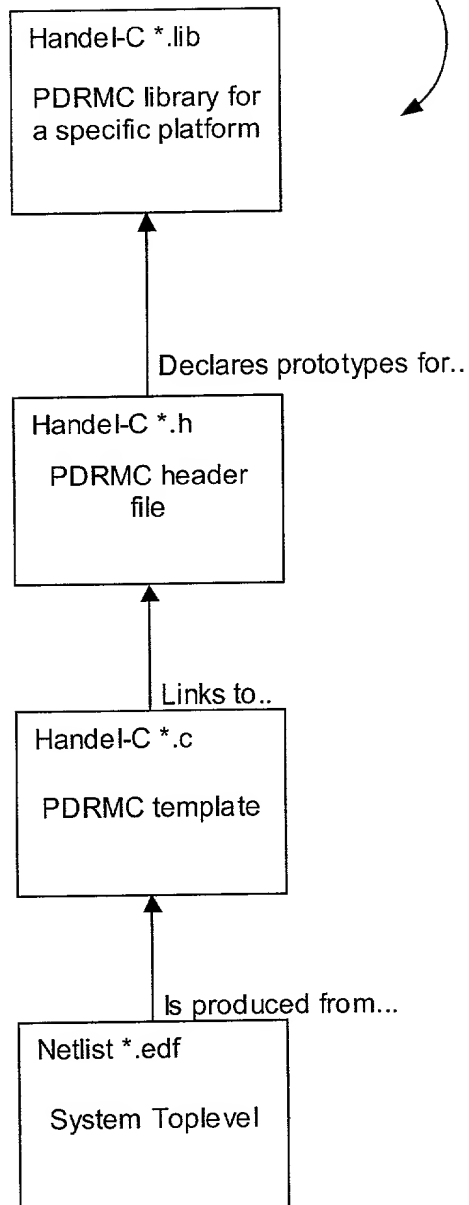 Handel-C *.lib
PDRMC library for
a specific platform
Declares prototypes for..
Handel-C *.h
PDRMC header
file
Links to..
Handel-C *.c
PDRMC template
Is produced from...
Netlist *.edf
System Toplevel